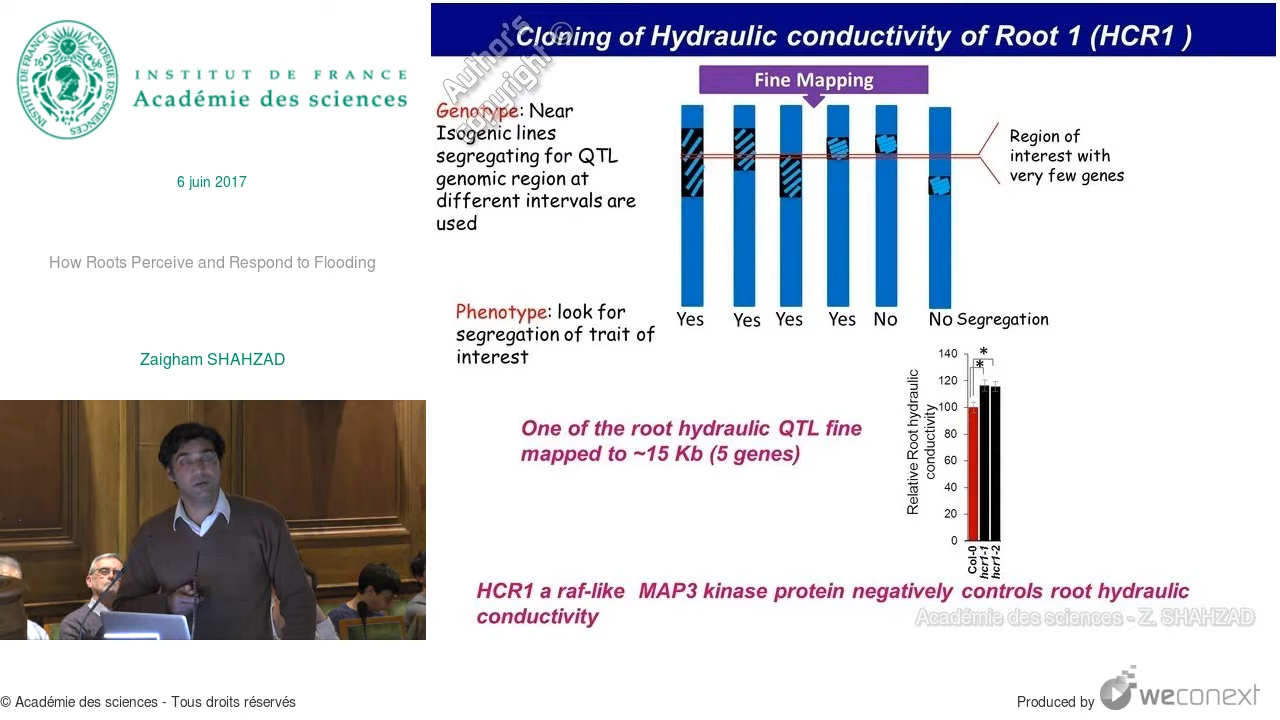 INSTITUT DE FRANCE
Académie des sciences
6 juin 2017
How Roots Perceive and Respond to Flooding
Zaigham SHAHZAD
Cloning of Hydraulic conductivity of Root 1 (HCR1 )
Author's
copyright ©
Fine Mapping
Genotype: Near
Isogenic lines
segregating for QTL
genomic region at
different intervals are
used
Region of
interest with
very few genes
Phenotype: look for
segregation of trait of
interest
Yes Yes Yes Yes No No Segregation
One of the root hydraulic QTL fine
mapped to ~15 Kb (5 genes)
Relative Root hydraulic
conductivity
140
120
100
80
60
40
20
0
*
*
Col-0
hcr1-1
hcr1-2
HCR1 a raf-like MAP3 kinase protein negatively controls root hydraulic
conductivity
Académie des sciences - Z. SHAHZAD
© Académie des sciences - Tous droits réservés
Produced by weconext